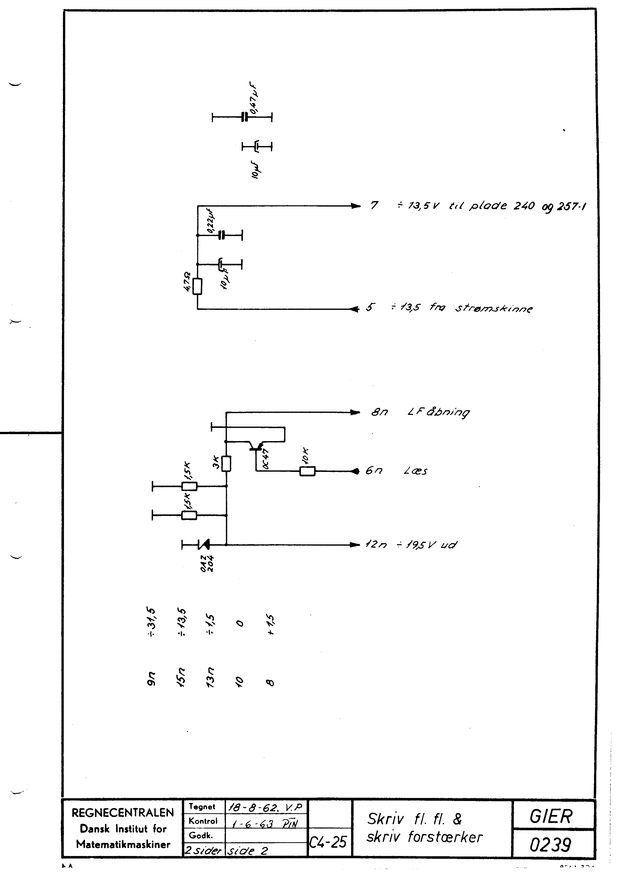 0,47µF
10µF
7 ÷ 13,5V til plade 240 og 257-1
0,22µF
10µF
4,7Ω
5 ÷13,5 fra strømskinne
8n LF åbning
OC47
3K
10K
6n Læs
1,5K
1,5K
12n ÷ 19,5V ud
OAZ
204
÷31,5
÷13,5
÷1,5
0
+1,5
9n
15n
13n
10
8
REGNECENTRALEN
Dansk Institut for
Matematikmaskiner
Tegnet 18-8-62. V.P
Kontrol 1-6-63 PIN
Godk.
2 sider side 2
C4-25
Skriv fl. fl. &
skriv forstærker
GIER
0239